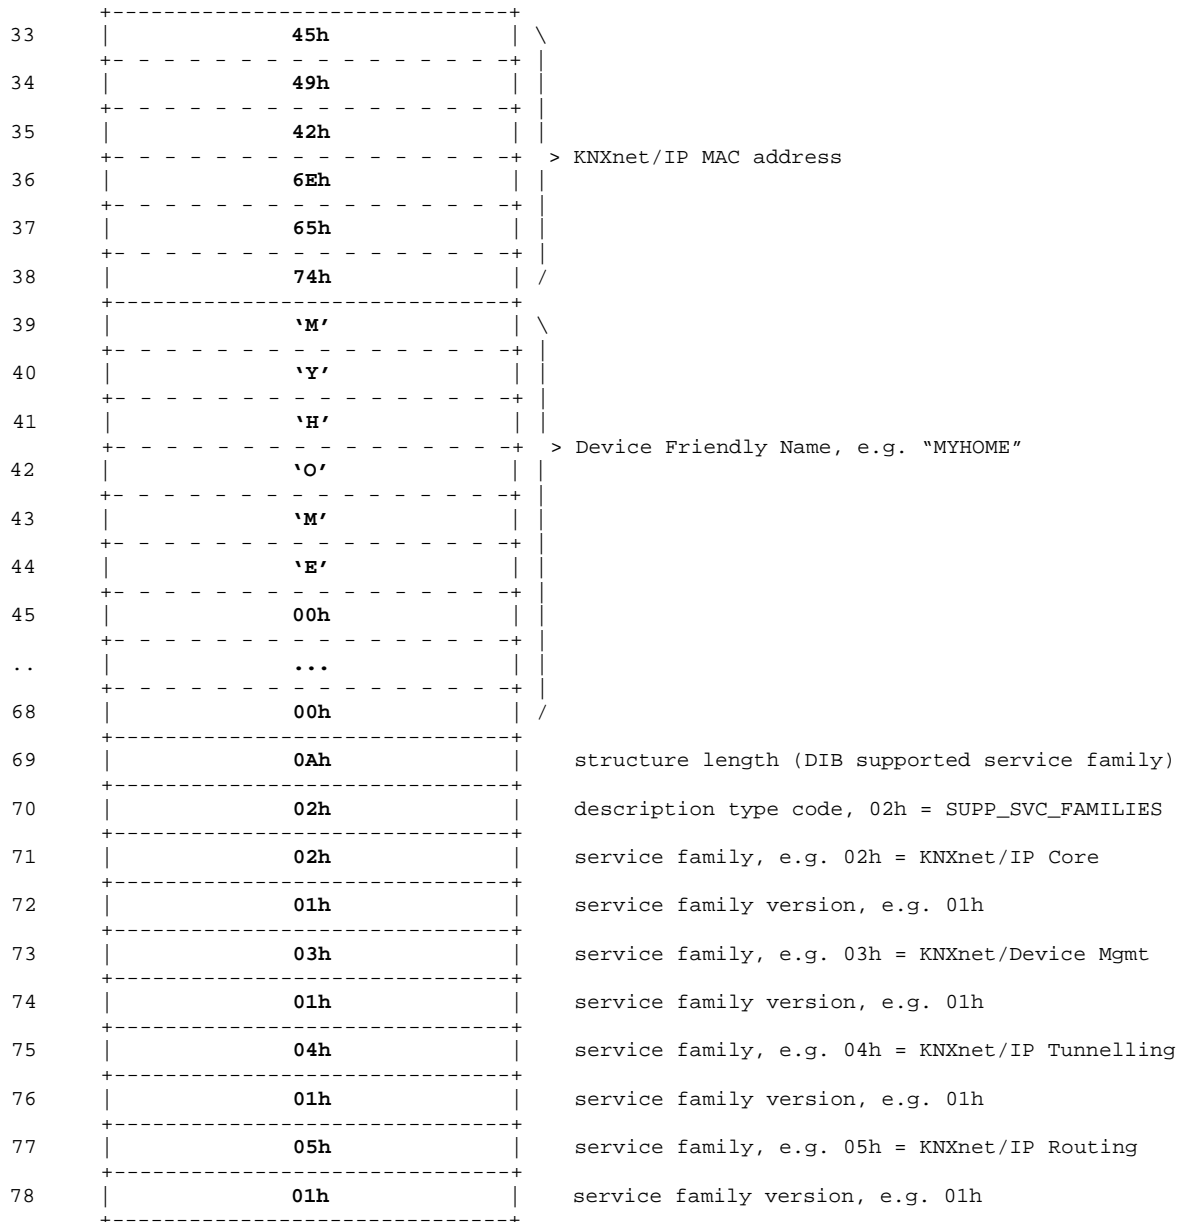 +-----------------------------+
33 | 45h | \
+- - - - - - - - - - - - - - - -+ |
34 | 49h | |
+- - - - - - - - - - - - - - - -+ |
35 | 42h | |
+- - - - - - - - - - - - - - - -+ > KNXnet/IP MAC address
36 | 6Eh | |
+- - - - - - - - - - - - - - - -+ |
37 | 65h | |
+- - - - - - - - - - - - - - - -+ |
38 | 74h | /
+-----------------------------+
39 | ‘M’ | \
+- - - - - - - - - - - - - - - -+ |
40 | ‘Y’ | |
+- - - - - - - - - - - - - - - -+ |
41 | ‘H’ | |
+- - - - - - - - - - - - - - - -+ > Device Friendly Name, e.g. “MYHOME”
42 | ‘O’ | |
+- - - - - - - - - - - - - - - -+ |
43 | ‘M’ | |
+- - - - - - - - - - - - - - - -+ |
44 | ‘E’ | |
+- - - - - - - - - - - - - - - -+ |
45 | 00h | |
+- - - - - - - - - - - - - - - -+ |
.. | ... | |
+- - - - - - - - - - - - - - - -+ |
68 | 00h | /
+-----------------------------+
69 | 0Ah | structure length (DIB supported service family)
+-----------------------------+
70 | 02h | description type code, 02h = SUPP_SVC_FAMILIES
+-----------------------------+
71 | 02h | service family, e.g. 02h = KNXnet/IP Core
+-----------------------------+
72 | 01h | service family version, e.g. 01h
+-----------------------------+
73 | 03h | service family, e.g. 03h = KNXnet/Device Mgmt
+-----------------------------+
74 | 01h | service family version, e.g. 01h
+-----------------------------+
75 | 04h | service family, e.g. 04h = KNXnet/IP Tunnelling
+-----------------------------+
76 | 01h | service family version, e.g. 01h
+-----------------------------+
77 | 05h | service family, e.g. 05h = KNXnet/IP Routing
+-----------------------------+
78 | 01h | service family version, e.g. 01h
+-----------------------------+